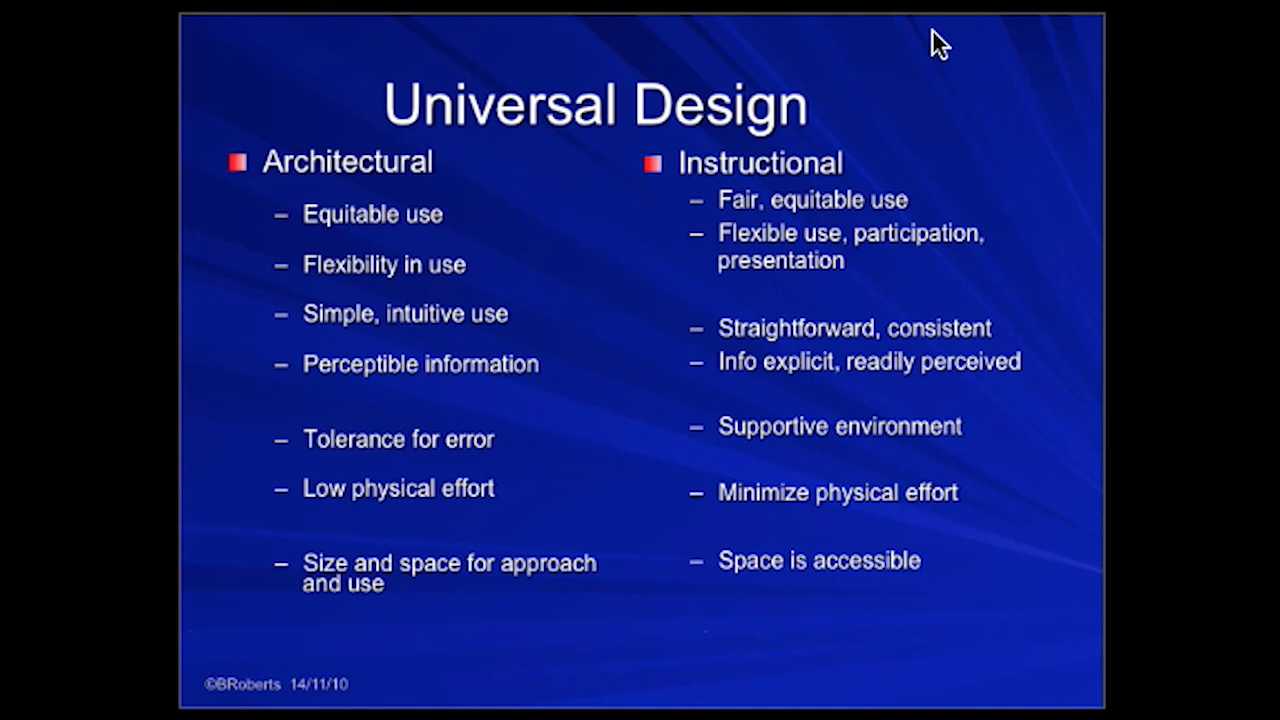 Universal Design
Architectural
– Equitable use
– Flexibility in use
– Simple, intuitive use
– Perceptible information
– Tolerance for error
– Low physical effort
– Size and space for approach
and use
Instructional
– Fair, equitable use
– Flexible use, participation,
presentation
– Straightforward, consistent
– Info explicit, readily perceived
– Supportive environment
– Minimize physical effort
– Space is accessible
©BRoberts 14/11/10